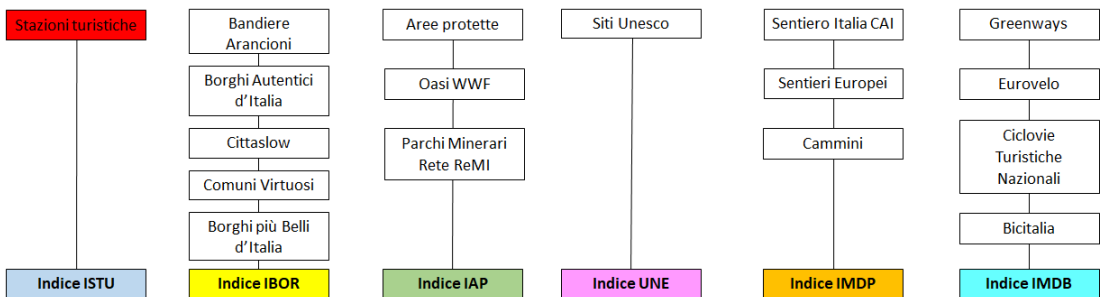 Stazioni turistiche
Bandiere
Arancioni
Borghi Autentici
d'Italia
Cittaslow
Comuni Virtuosi
Borghi più Belli
d'Italia
Aree protette
Oasi WWF
Parchi Minerari
Rete ReMI
Siti Unesco
Sentiero Italia CAI
Sentieri Europei
Cammini
Greenways
Eurovelo
Ciclovie
Turistiche
Nazionali
Bicitalia
Indice ISTU
Indice IBOR
Indice IAP
Indice UNE
Indice IMDP
Indice IMDB